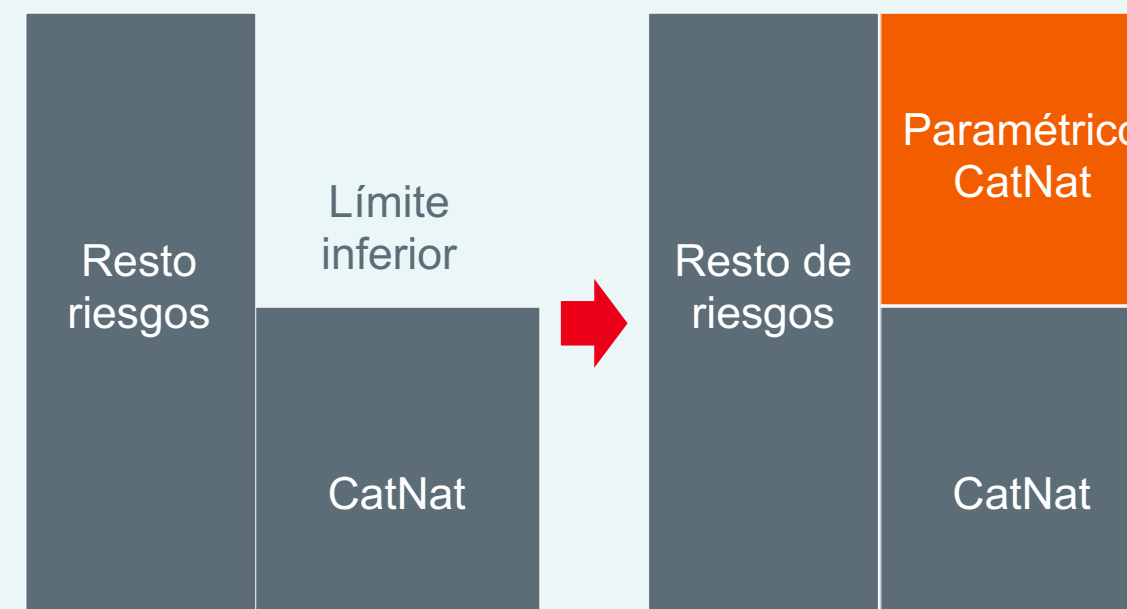 Resto
riesgos
Límite
inferior
CatNat
Resto de
riesgos
Paramétrico
CatNat
CatNat